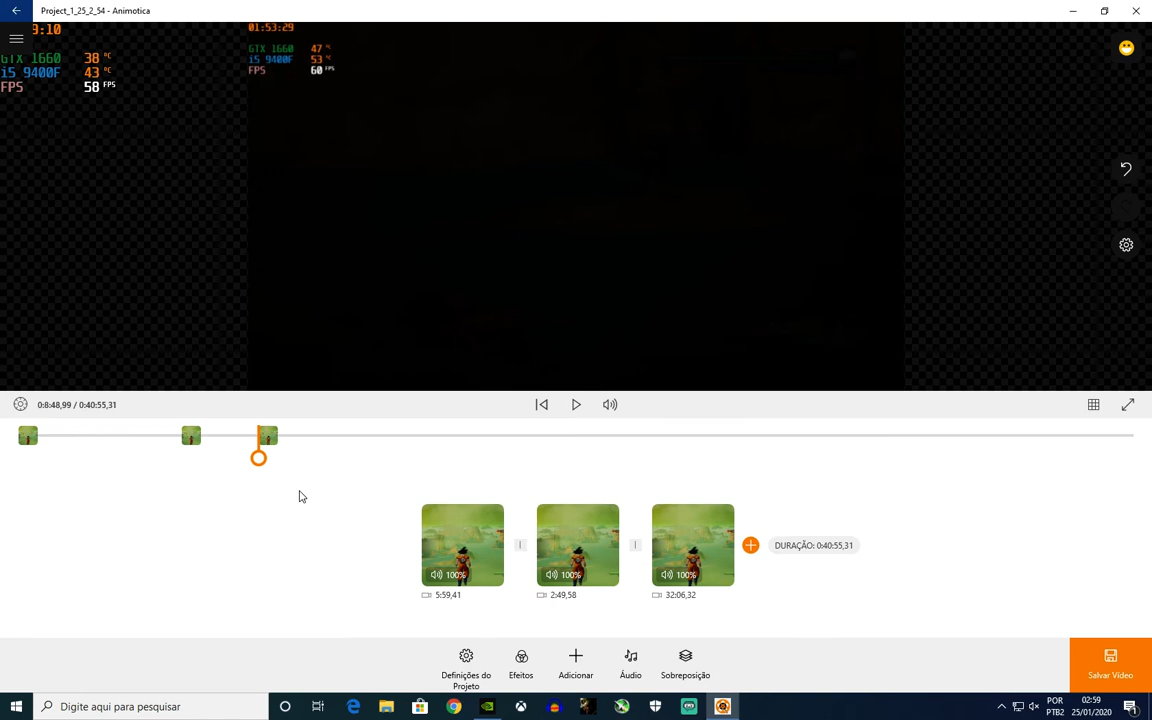 Project_1_25_2_54 - Animotica
9:10
GTX 1660 38 °C
i5 9400F 43 °C
FPS 58 FPS
01:53:29
GTX 1660 47 °C
i5 9400F 53 °C
FPS 60 FPS
0:8:48,99 / 0:40:55,31
100%
100%
100%
DURAÇÃO: 0:40:55,31
5:59,41
2:49,58
32:06,32
Definições do
Projeto
Efeitos
Adicionar
Áudio
Sobreposição
Salvar Vídeo
Digite aqui para pesquisar
POR
PTB2
02:59
25/01/2020
1